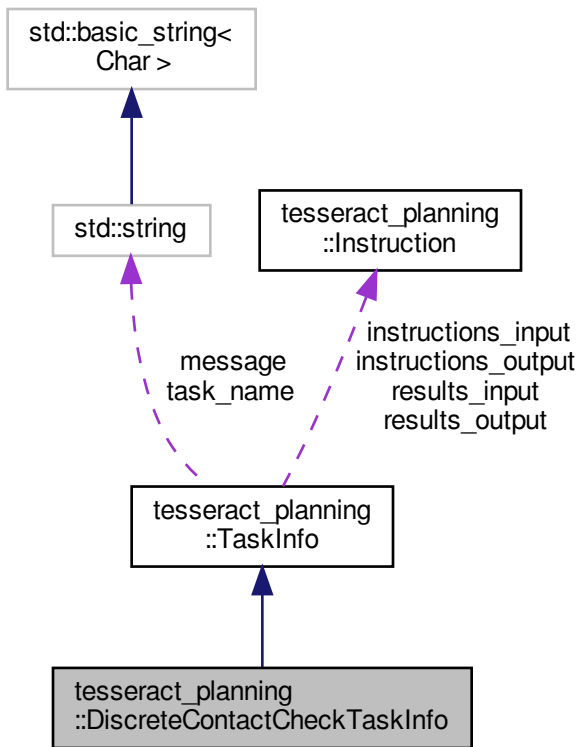 std::basic_string<
Char >
std::string
tesseract_planning
::Instruction
message
task_name
instructions_input
instructions_output
results_input
results_output
tesseract_planning
::TaskInfo
tesseract_planning
::DiscreteContactCheckTaskInfo